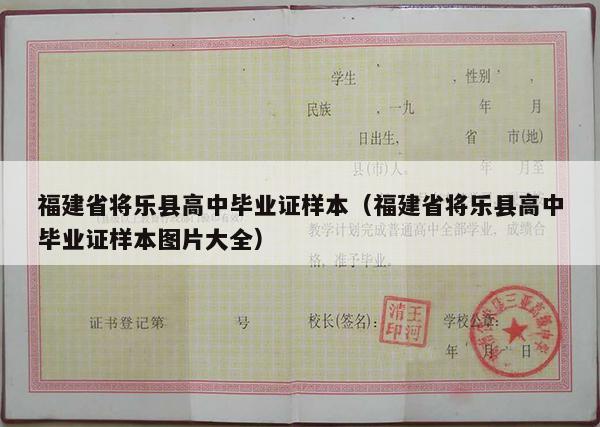 学生 ，性别 ，
民族 ，一九 年 月
日出生， 省 市(地)
县(市)人。 年 月至
福建省将乐县高中毕业证样本（福建省将乐县高中
毕业证样本图片大全）
教学计划完成普通高中全部学业，成绩合
格，准予毕业。
证书登记第 号
校长(签名)：
清王
印河
学校公章：
年 月 日